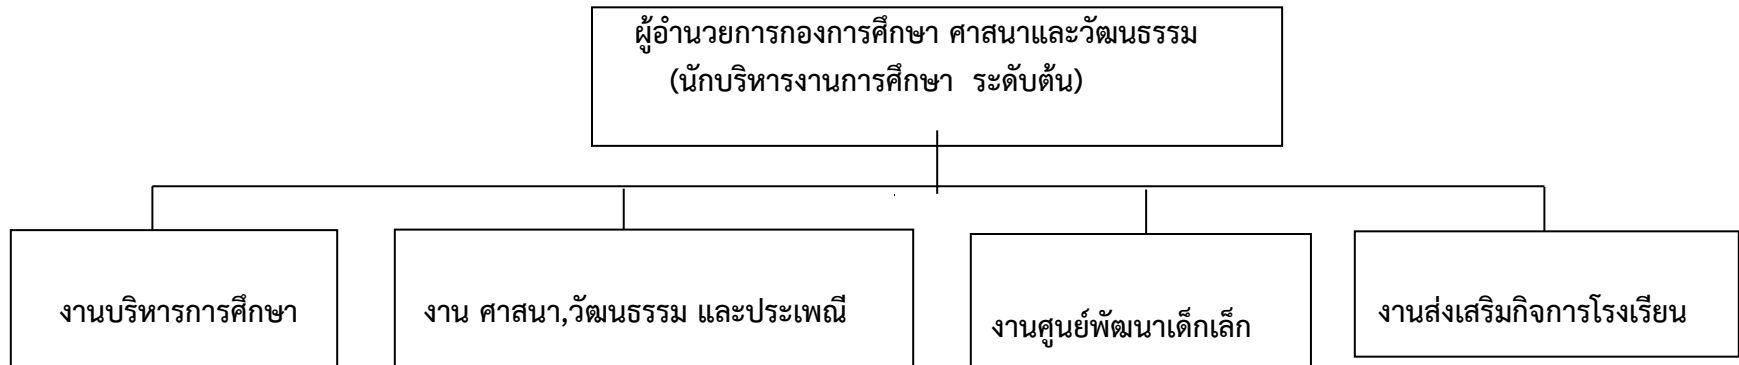 ผู้อำนวยการกองการศึกษา ศาสนาและวัฒนธรรม
(นักบริหารงานการศึกษา ระดับต้น)
งานบริหารการศึกษา
งาน ศาสนา,วัฒนธรรม และประเพณี
งานศูนย์พัฒนาเด็กเล็ก
งานส่งเสริมกิจการโรงเรียน